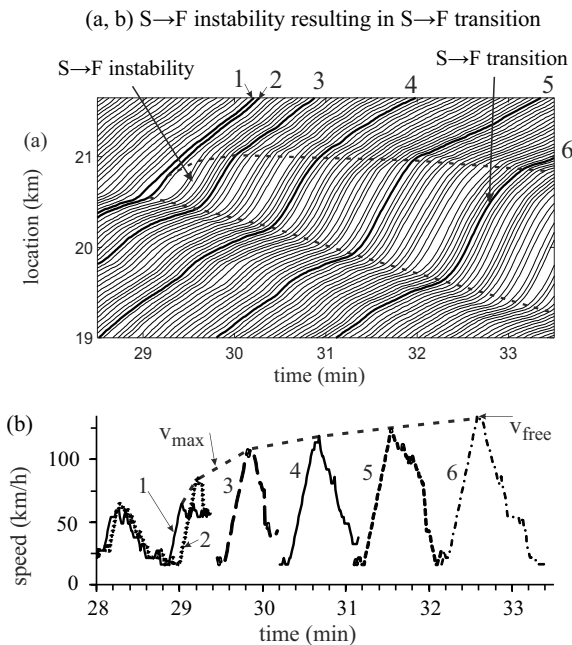 (a, b) S→F instability resulting in S→F transition
S→F instability
S→F transition
1 2 3 4 5
(a)
6
location (km)
21
20
19
29 30 31 32 33
time (min)
(b)
v_max
v_free
1 2 3 4 5 6
speed (km/h)
100
50
0
28 29 30 31 32 33
time (min)